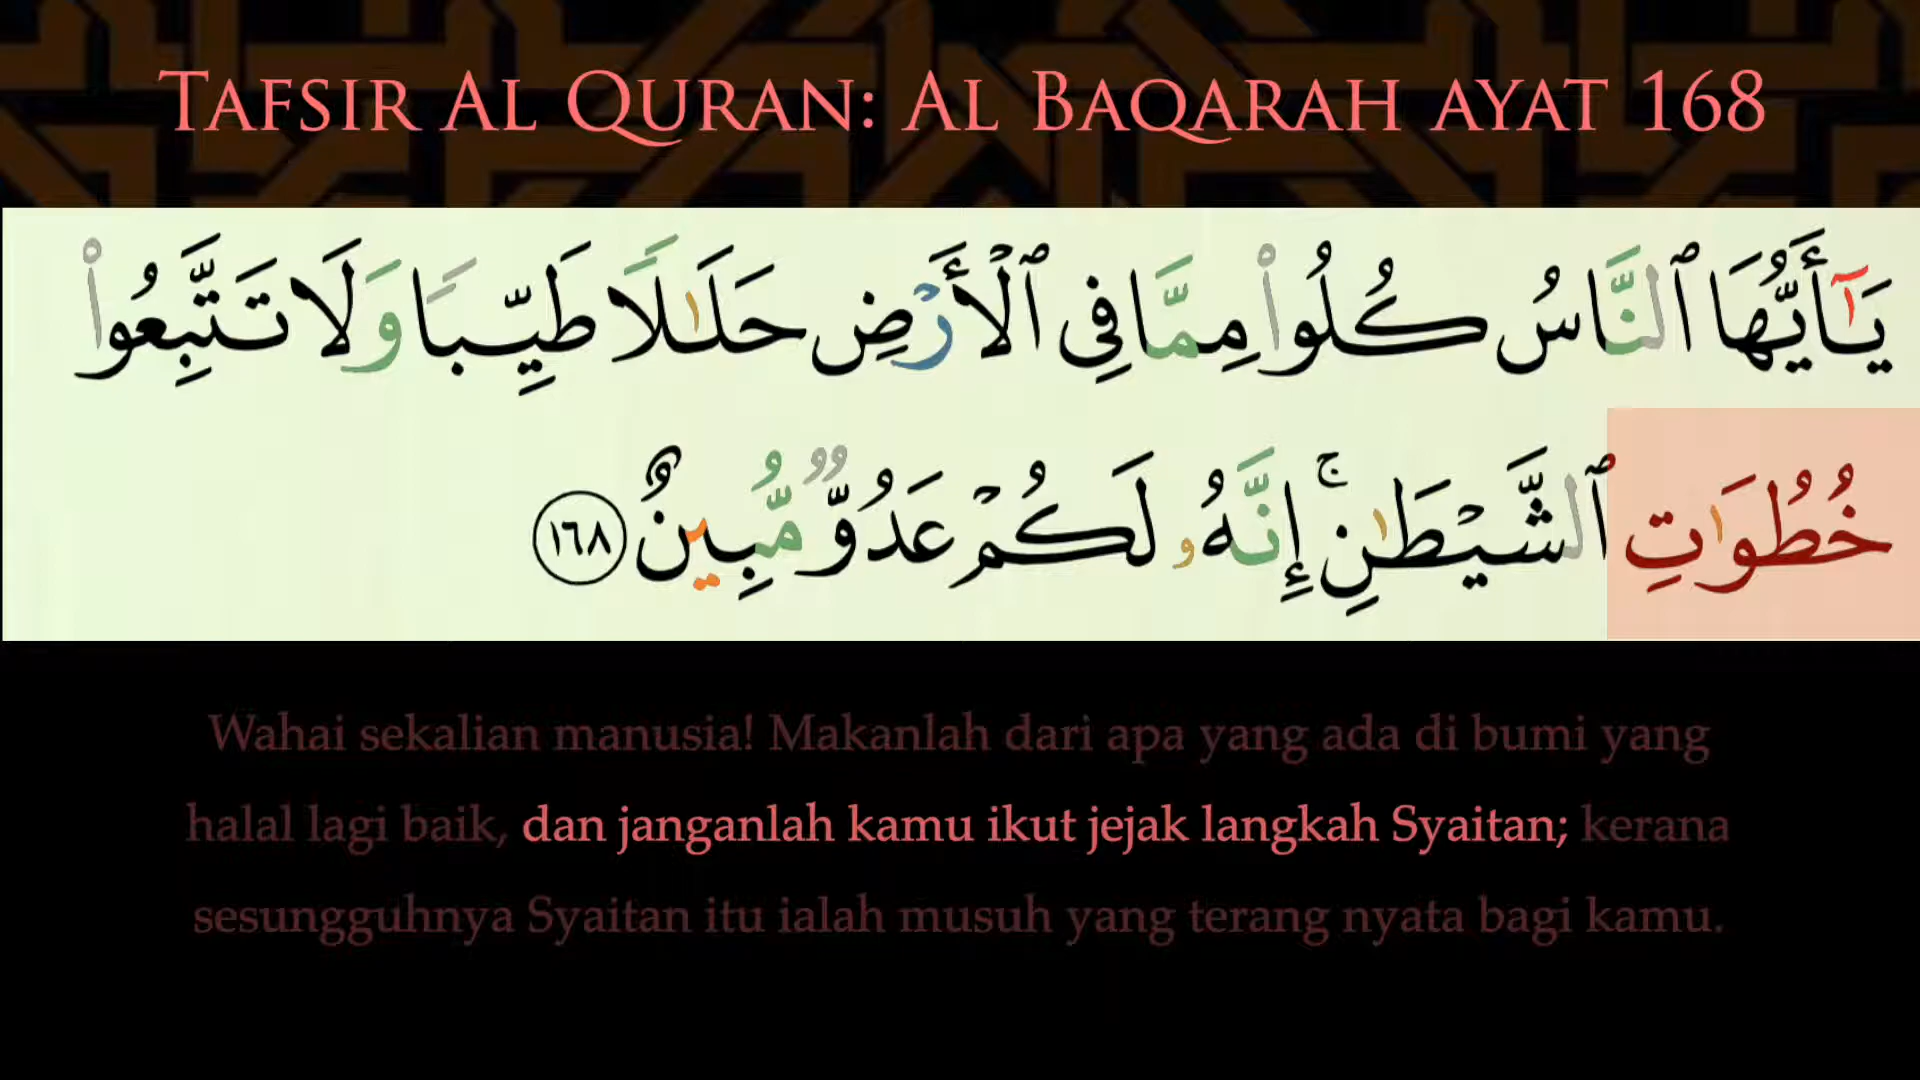 Tafsir Al Quran: Al Baqarah ayat 168
يَـٰٓأَيُّهَا ٱلنَّاسُ كُلُوا۟ مِمَّا فِى ٱلْأَرْضِ حَلَـٰلًا طَيِّبًا وَلَا تَتَّبِعُوا۟
خُطُوَٰتِ ٱلشَّيْطَـٰنِ ۚ إِنَّهُۥ لَكُمْ عَدُوٌّ مُّبِينٌ ١٦٨
Wahai sekalian manusia! Makanlah dari apa yang ada di bumi yang
halal lagi baik, dan janganlah kamu ikut jejak langkah Syaitan; kerana
sesungguhnya Syaitan itu ialah musuh yang terang nyata bagi kamu.